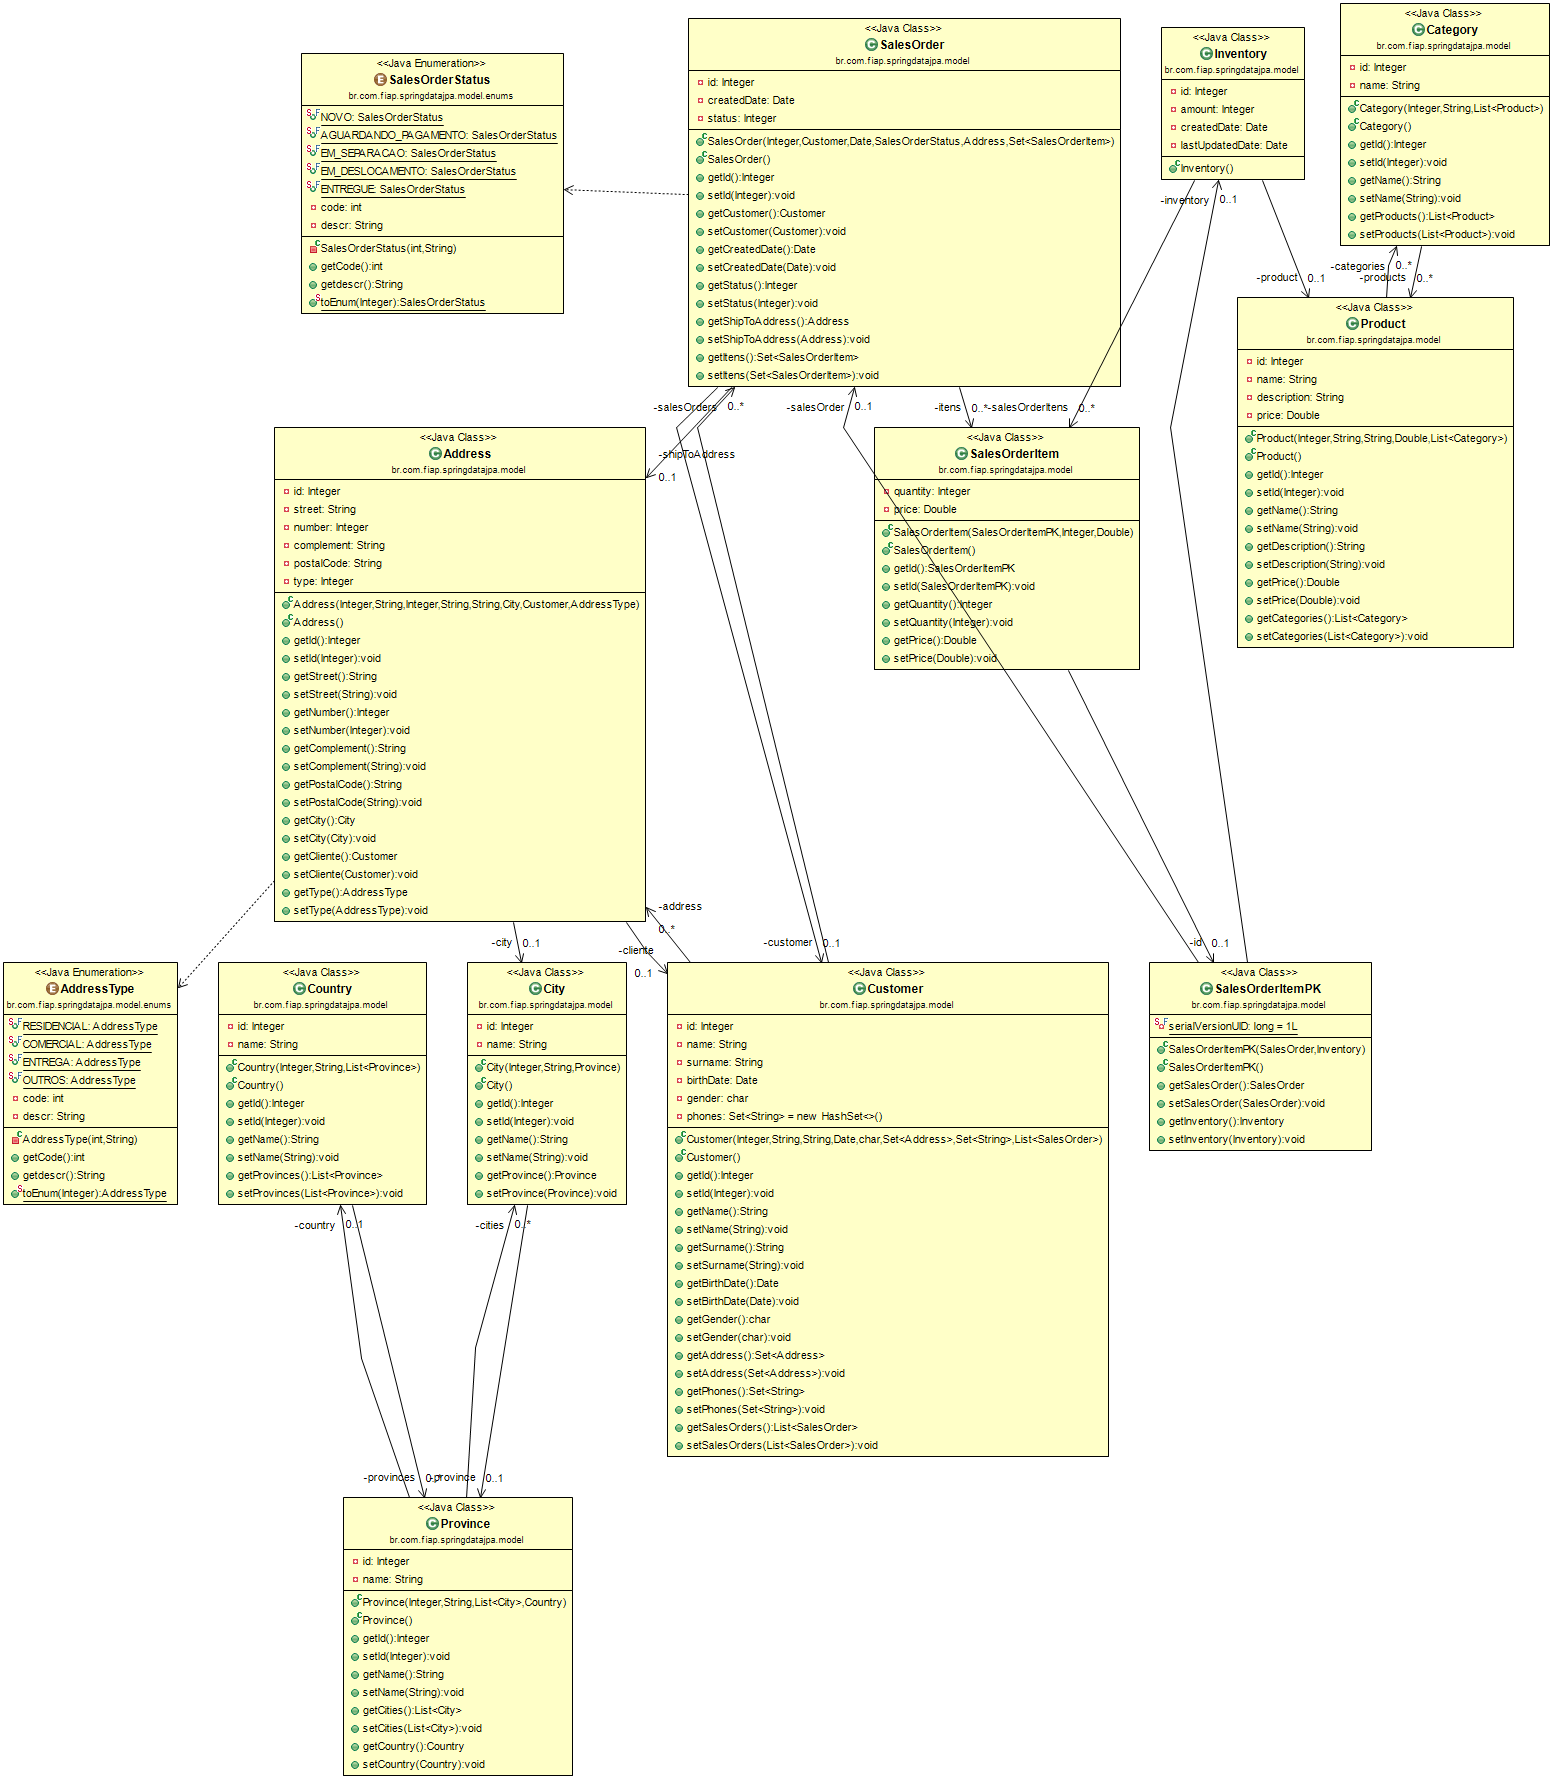 <<Java Class>>
SalesOrder
br.com.fiap.springdatajpa.model
id: Integer
createdDate: Date
status: Integer
SalesOrder(Integer,Customer,Date,SalesOrderStatus,Address,Set<SalesOrderItem>)
SalesOrder()
getId():Integer
setId(Integer):void
getCustomer():Customer
setCustomer(Customer):void
getCreatedDate():Date
setCreatedDate(Date):void
getStatus():Integer
setStatus(Integer):void
getShipToAddress():Address
setShipToAddress(Address):void
getItens():Set<SalesOrderItem>
setItens(Set<SalesOrderItem>):void
<<Java Enumeration>>
SalesOrderStatus
br.com.fiap.springdatajpa.model.enums
NOVO: SalesOrderStatus
AGUARDANDO_PAGAMENTO: SalesOrderStatus
EM_SEPARACAO: SalesOrderStatus
EM_DESLOCAMENTO: SalesOrderStatus
ENTREGUE: SalesOrderStatus
code: int
descr: String
SalesOrderStatus(int,String)
getCode():int
getdescr():String
toEnum(Integer):SalesOrderStatus
<<Java Class>>
Inventory
br.com.fiap.springdatajpa.model
id: Integer
amount: Integer
createdDate: Date
lastUpdatedDate: Date
Inventory()
<<Java Class>>
Category
br.com.fiap.springdatajpa.model
id: Integer
name: String
Category(Integer,String,List<Product>)
Category()
getId():Integer
setId(Integer):void
getName():String
setName(String):void
getProducts():List<Product>
setProducts(List<Product>):void
-inventory 0..1
-product 0..1
-categories 0..*
-products 0..*
<<Java Class>>
Product
br.com.fiap.springdatajpa.model
id: Integer
name: String
description: String
price: Double
Product(Integer,String,String,Double,List<Category>)
Product()
getId():Integer
setId(Integer):void
getName():String
setName(String):void
getDescription():String
setDescription(String):void
getPrice():Double
setPrice(Double):void
getCategories():List<Category>
setCategories(List<Category>):void
-salesOrders 0..*
-salesOrder 0..1
-itens 0..*
-salesOrderItens 0..*
-shipToAddress
0..1
<<Java Class>>
Address
br.com.fiap.springdatajpa.model
id: Integer
street: String
number: Integer
complement: String
postalCode: String
type: Integer
Address(Integer,String,Integer,String,String,City,Customer,AddressType)
Address()
getId():Integer
setId(Integer):void
getStreet():String
setStreet(String):void
getNumber():Integer
setNumber(Integer):void
getComplement():String
setComplement(String):void
getPostalCode():String
setPostalCode(String):void
getCity():City
setCity(City):void
getCliente():Customer
setCliente(Customer):void
getType():AddressType
setType(AddressType):void
<<Java Class>>
SalesOrderItem
br.com.fiap.springdatajpa.model
quantity: Integer
price: Double
SalesOrderItem(SalesOrderItemPK,Integer,Double)
SalesOrderItem()
getId():SalesOrderItemPK
setId(SalesOrderItemPK):void
getQuantity():Integer
setQuantity(Integer):void
getPrice():Double
setPrice(Double):void
-address
0..*
-city 0..1
-cliente
0..1
-customer 0..1
-id 0..1
<<Java Enumeration>>
AddressType
br.com.fiap.springdatajpa.model.enums
RESIDENCIAL: AddressType
COMERCIAL: AddressType
ENTREGA: AddressType
OUTROS: AddressType
code: int
descr: String
AddressType(int,String)
getCode():int
getdescr():String
toEnum(Integer):AddressType
<<Java Class>>
Country
br.com.fiap.springdatajpa.model
id: Integer
name: String
Country(Integer,String,List<Province>)
Country()
getId():Integer
setId(Integer):void
getName():String
setName(String):void
getProvinces():List<Province>
setProvinces(List<Province>):void
<<Java Class>>
City
br.com.fiap.springdatajpa.model
id: Integer
name: String
City(Integer,String,Province)
City()
getId():Integer
setId(Integer):void
getName():String
setName(String):void
getProvince():Province
setProvince(Province):void
<<Java Class>>
Customer
br.com.fiap.springdatajpa.model
id: Integer
name: String
surname: String
birthDate: Date
gender: char
phones: Set<String> = new HashSet<>()
Customer(Integer,String,String,Date,char,Set<Address>,Set<String>,List<SalesOrder>)
Customer()
getId():Integer
setId(Integer):void
getName():String
setName(String):void
getSurname():String
setSurname(String):void
getBirthDate():Date
setBirthDate(Date):void
getGender():char
setGender(char):void
getAddress():Set<Address>
setAddress(Set<Address>):void
getPhones():Set<String>
setPhones(Set<String>):void
getSalesOrders():List<SalesOrder>
setSalesOrders(List<SalesOrder>):void
<<Java Class>>
SalesOrderItemPK
br.com.fiap.springdatajpa.model
serialVersionUID: long = 1L
SalesOrderItemPK(SalesOrder,Inventory)
SalesOrderItemPK()
getSalesOrder():SalesOrder
setSalesOrder(SalesOrder):void
getInventory():Inventory
setInventory(Inventory):void
-country 0..1
-cities 0..*
-provinces 0..*
-province 0..1
<<Java Class>>
Province
br.com.fiap.springdatajpa.model
id: Integer
name: String
Province(Integer,String,List<City>,Country)
Province()
getId():Integer
setId(Integer):void
getName():String
setName(String):void
getCities():List<City>
setCities(List<City>):void
getCountry():Country
setCountry(Country):void